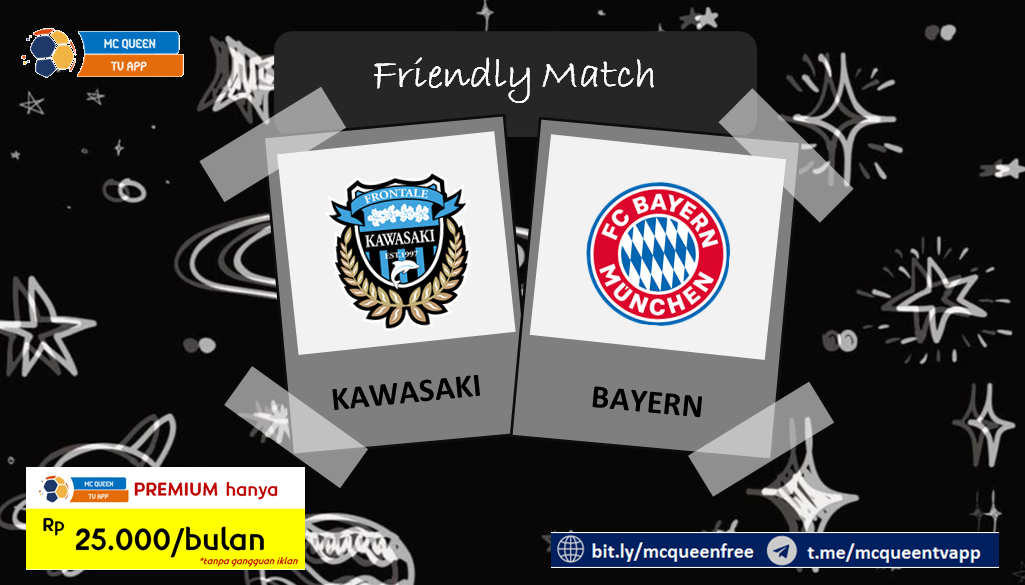 MC QUEEN
TV APP
Friendly Match
FRONTALE
KAWASAKI
EST.1997
FC BAYERN
MÜNCHEN
KAWASAKI
BAYERN
MC QUEEN
TV APP
PREMIUM hanya
Rp 25.000/bulan
*tanpa gangguan iklan
bit.ly/mcqueenfree
t.me/mcqueentvapp